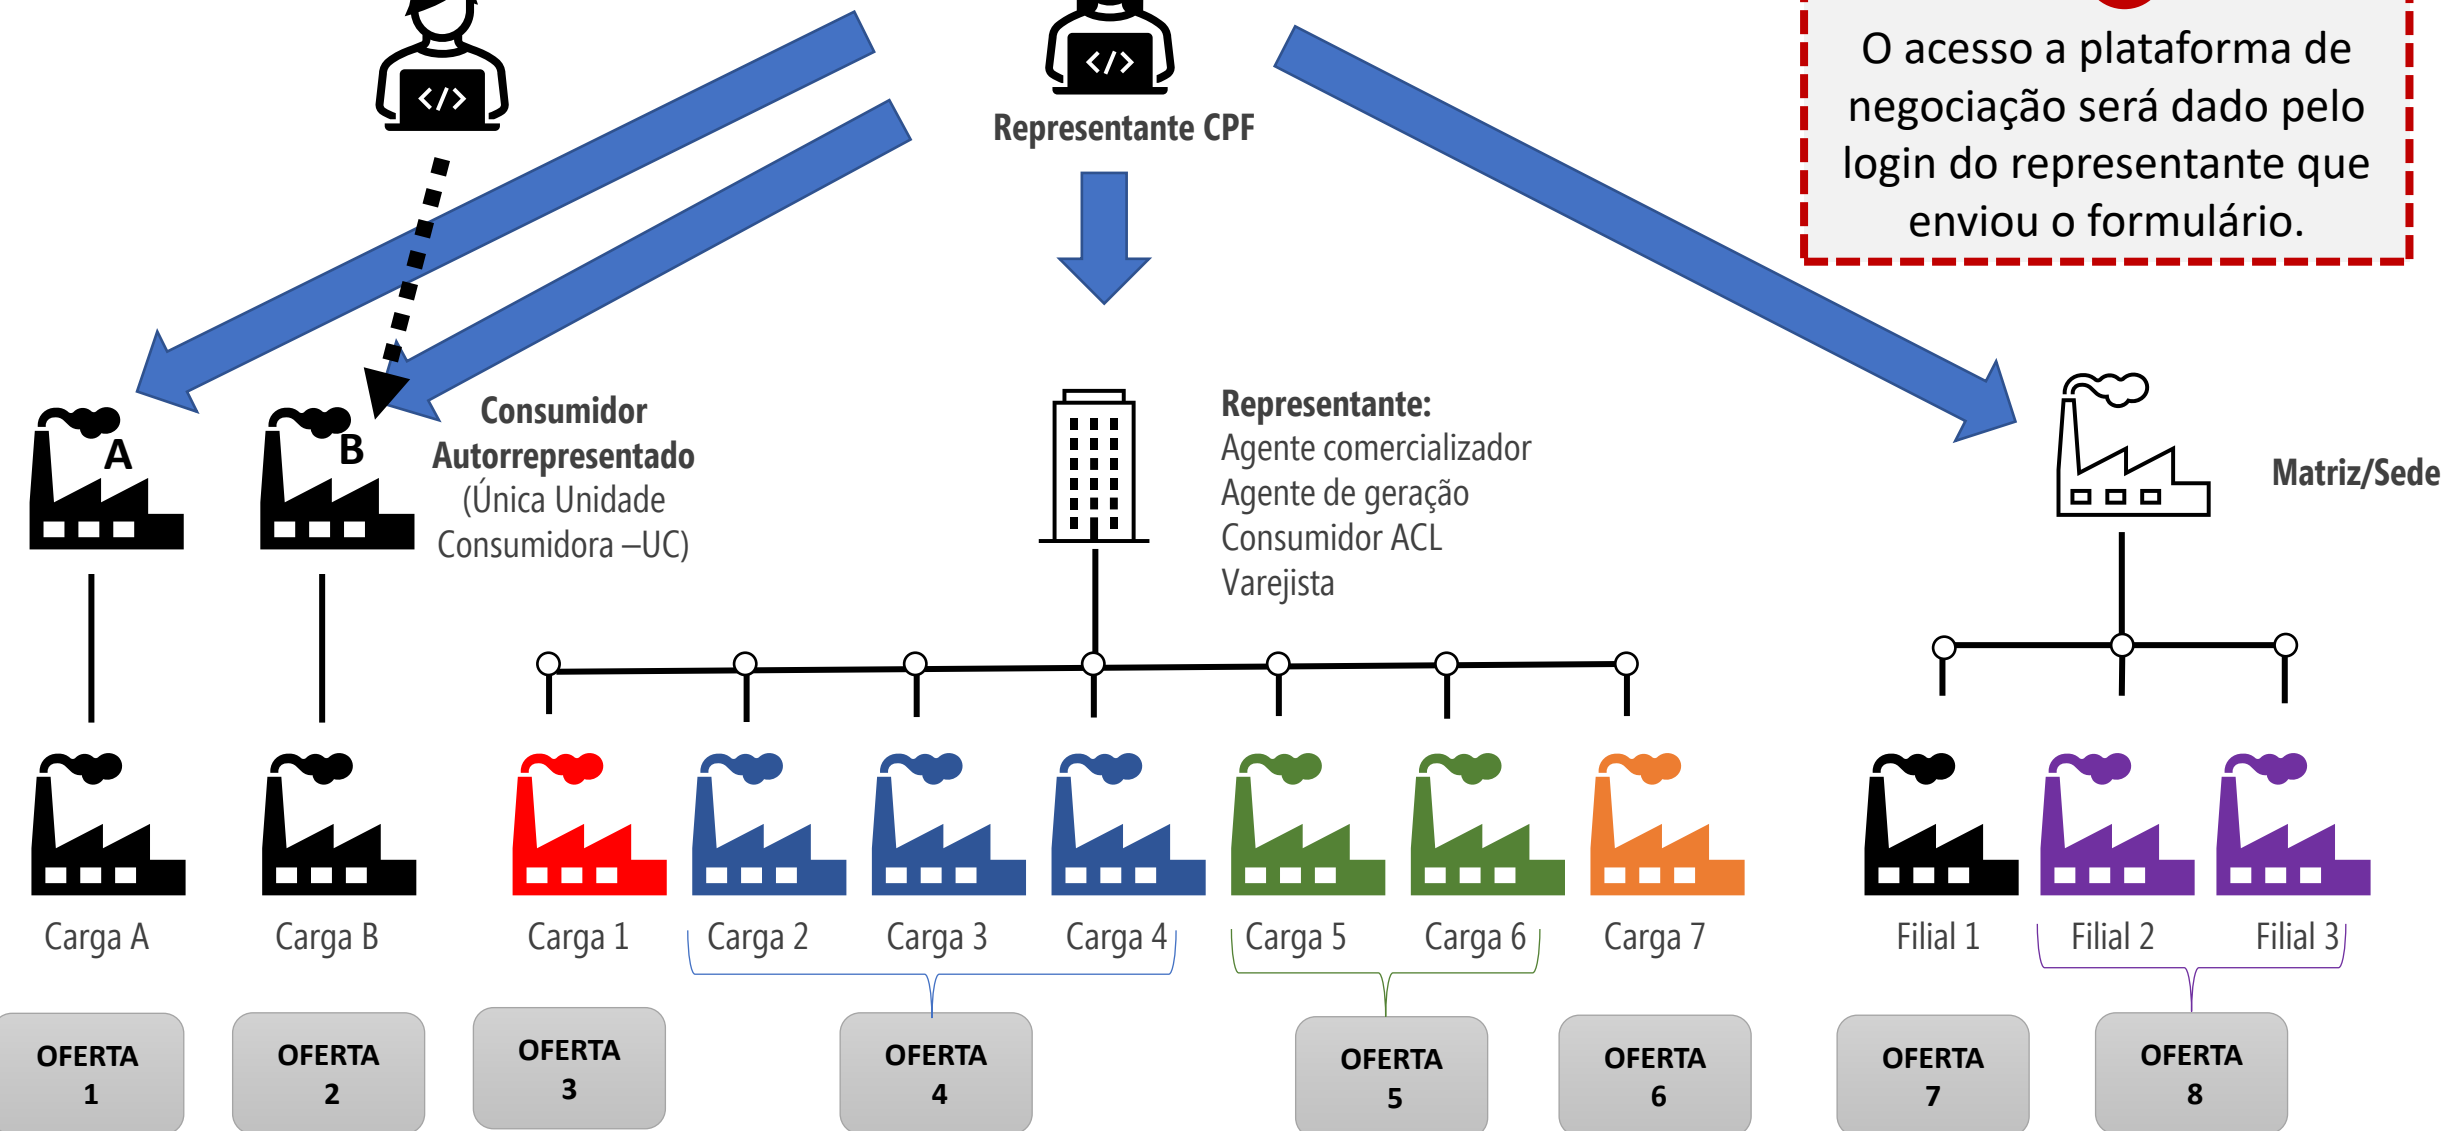 O acesso a plataforma de
negociação será dado pelo
login do representante que
enviou o formulário.
</>
</>
Representante CPF
A
B
Consumidor
Autorrepresentado
(Única Unidade
Consumidora –UC)
Representante:
Agente comercializador
Agente de geração
Consumidor ACL
Varejista
Matriz/Sede
Carga A
Carga B
Carga 1
Carga 2
Carga 3
Carga 4
Carga 5
Carga 6
Carga 7
Filial 1
Filial 2
Filial 3
OFERTA
1
OFERTA
2
OFERTA
3
OFERTA
4
OFERTA
5
OFERTA
6
OFERTA
7
OFERTA
8